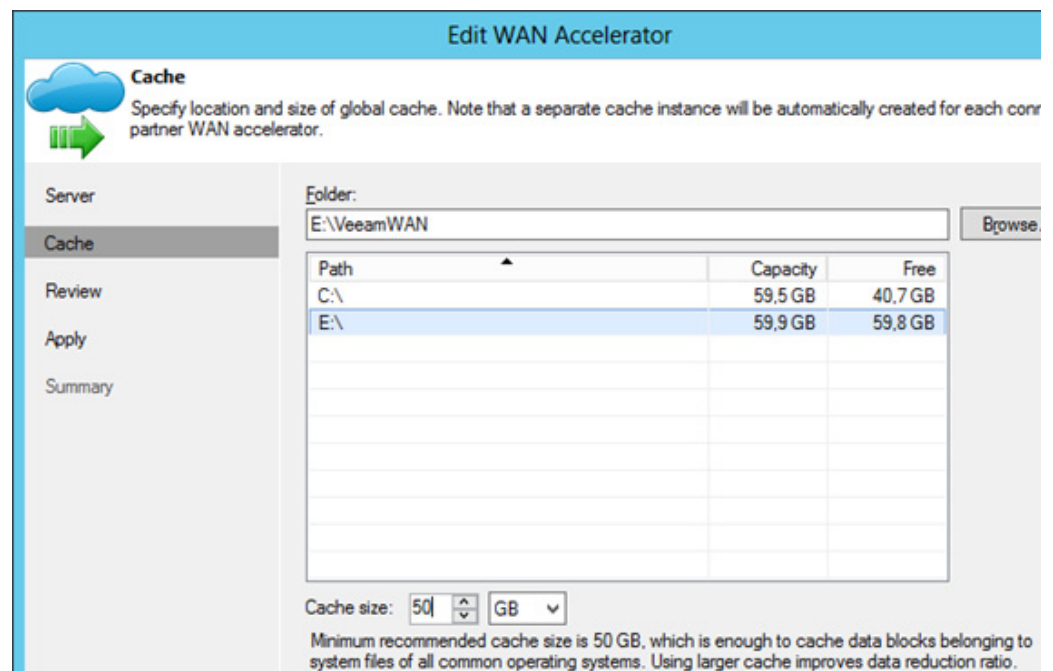 Edit WAN Accelerator
Cache
Specify location and size of global cache. Note that a separate cache instance will be automatically created for each
partner WAN accelerator.
Server
Cache
Review
Apply
Summary
Folder:
E:\VeeamWAN
Browse.
Path Capacity Free
C:\ 59,5 GB 40,7 GB
E:\ 59,9 GB 59,8 GB
Cache size: 50 GB
Minimum recommended cache size is 50 GB, which is enough to cache data blocks belonging to
system files of all common operating systems. Using larger cache improves data reduction ratio.